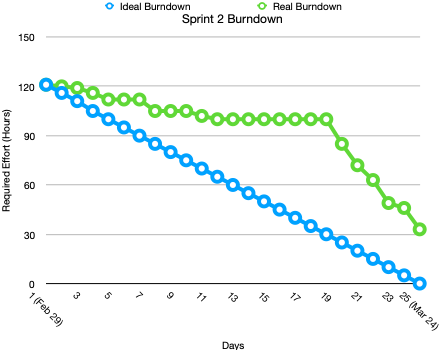 Ideal Burndown Real Burndown
Sprint 2 Burndown
Required Effort (Hours)
150
120
90
60
30
0
1 (Feb 29) 3 5 7 9 11 13 15 17 19 21 23 25 (Mar 24)
Days